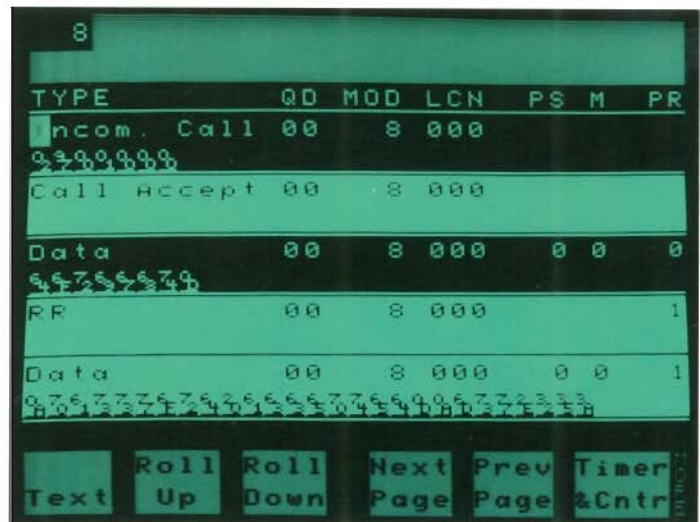 8
TYPE QD MOD LCN PS M PR
Incom. Call 00 8 000
Call Accept 00 8 000
Data 00 8 000 0 0 0
RR 00 8 000 1
Data 00 8 000 0 0 1
Text Roll Up Roll Down Next Page Prev Page Timer &Cntr